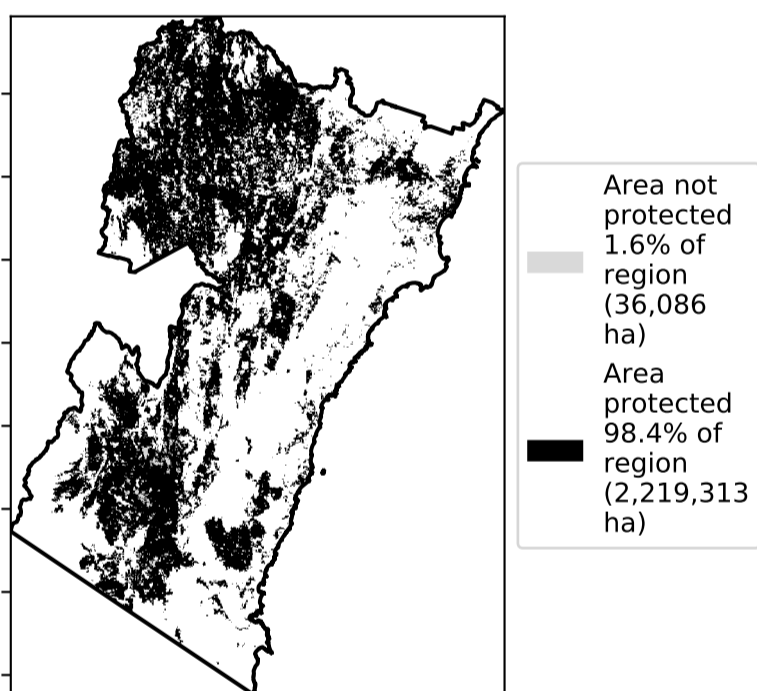 Area not
protected
1.6% of
region
(36,086
ha)
Area
protected
98.4% of
region
(2,219,313
ha)